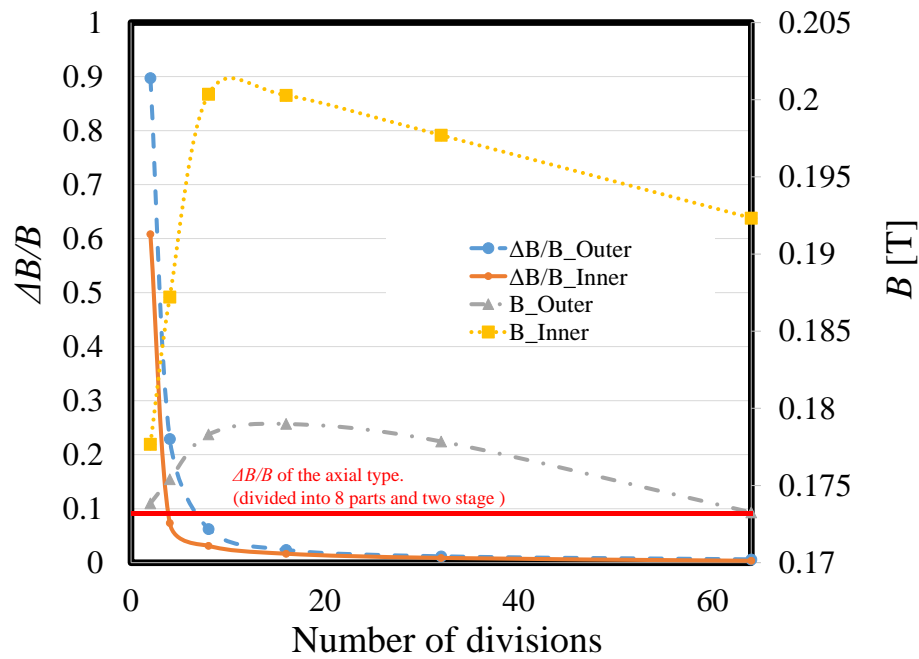 1
0.9
0.8
0.7
0.6
0.5
0.4
0.3
0.2
0.1
0
ΔB/B
0.205
0.2
0.195
0.19
0.185
0.18
0.175
0.17
B [T]
ΔB/B_Outer
ΔB/B_Inner
B_Outer
B_Inner
ΔB/B of the axial type.
(divided into 8 parts and two stage )
0 20 40 60
Number of divisions